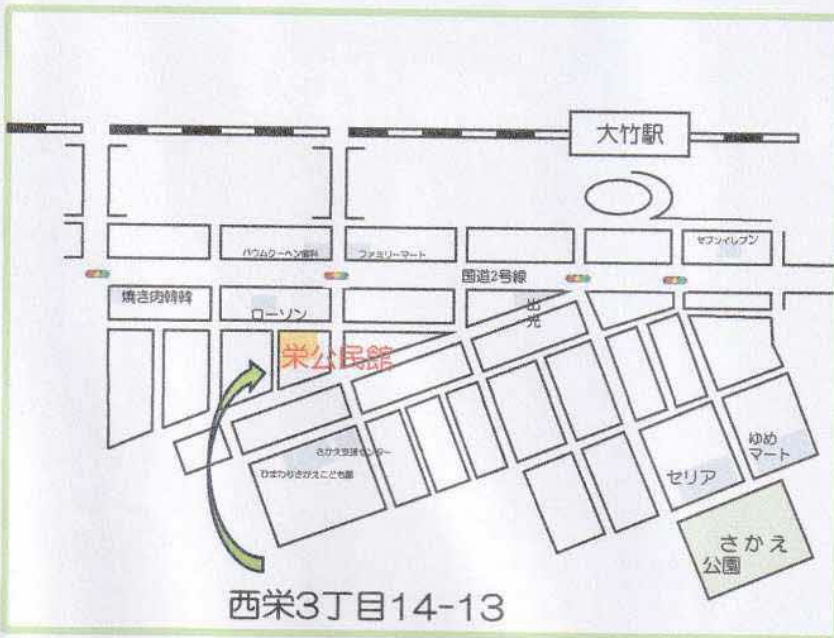 大竹駅
セブンイレブン
バウムクーヘン歯科
ファミリーマート
国道2号線
焼き肉韓韓
ローソン
出光
栄公民館
さかえ支援センター
ひまわりさかえこども園
ゆめ
マート
セリア
さかえ
公園
西栄3丁目14-13